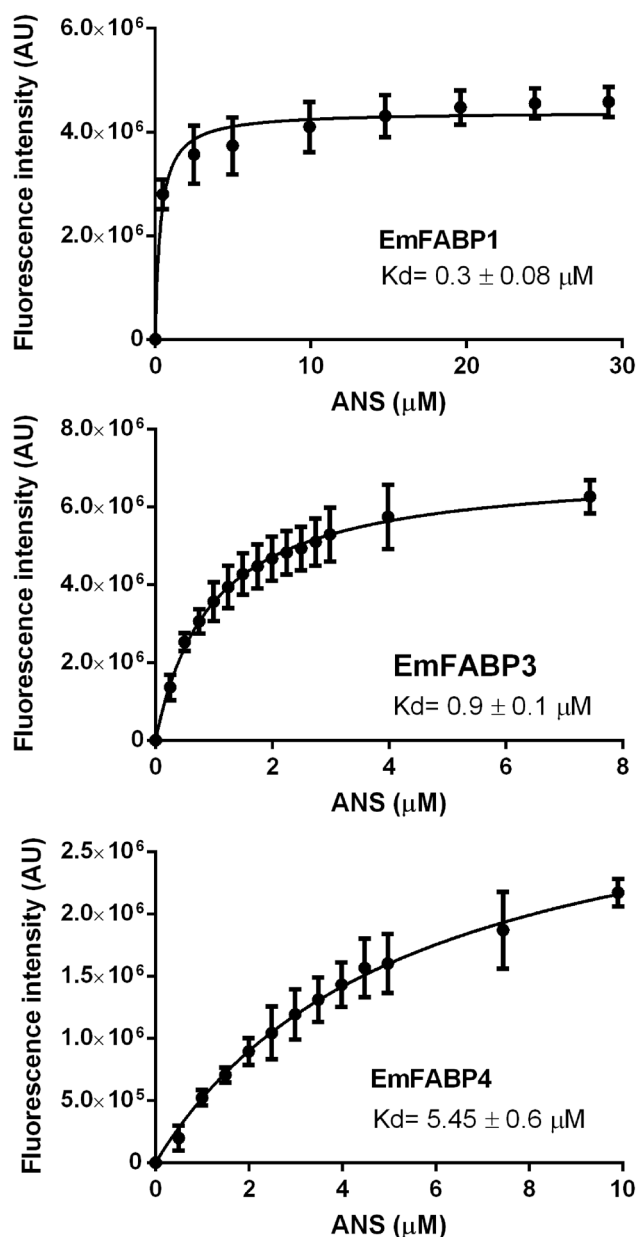 Fluorescence intensity (AU)
6.0×10⁶
4.0×10⁶
2.0×10⁶
0
EmFABP1
Kd= 0.3 ± 0.08 μM
0 10 20 30
ANS (μM)
Fluorescence intensity (AU)
8.0×10⁶
6.0×10⁶
4.0×10⁶
2.0×10⁶
0
EmFABP3
Kd= 0.9 ± 0.1 μM
0 2 4 6 8
ANS (μM)
Fluorescence intensity (AU)
2.5×10⁶
2.0×10⁶
1.5×10⁶
1.0×10⁶
5.0×10⁵
0
EmFABP4
Kd= 5.45 ± 0.6 μM
0 2 4 6 8 10
ANS (μM)